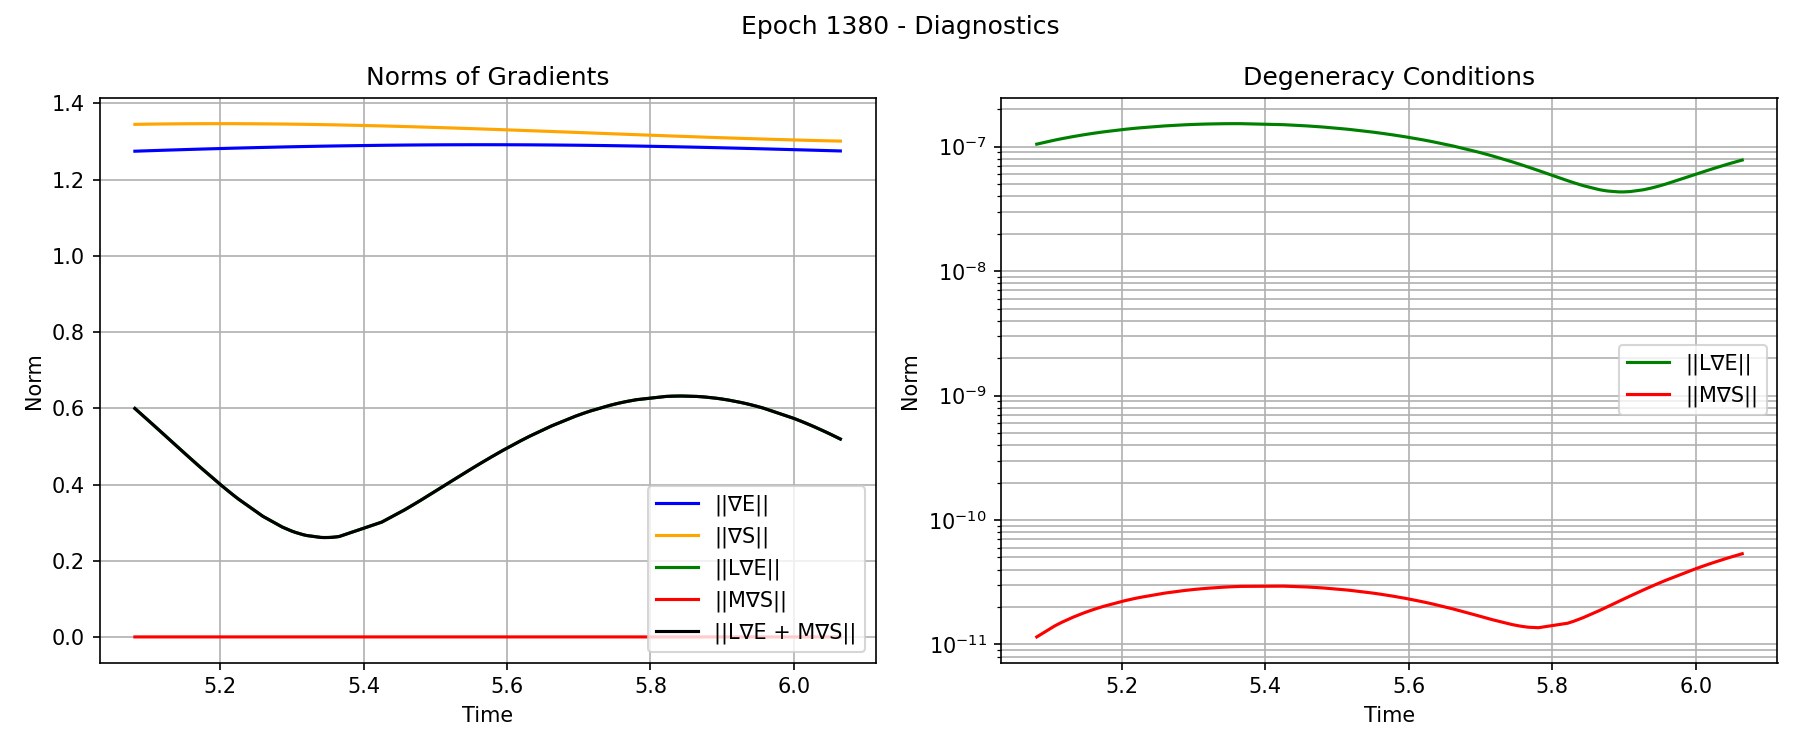 Epoch 1380 - Diagnostics
Norms of Gradients
1.4
1.2
1.0
0.8
0.6
0.4
0.2
0.0
Norm
5.2
5.4
5.6
5.8
6.0
Time
||∇E||
||∇S||
||L∇E||
||M∇S||
||L∇E + M∇S||
Degeneracy Conditions
10⁻⁷
10⁻⁸
10⁻⁹
10⁻¹⁰
10⁻¹¹
Norm
5.2
5.4
5.6
5.8
6.0
Time
||L∇E||
||M∇S||